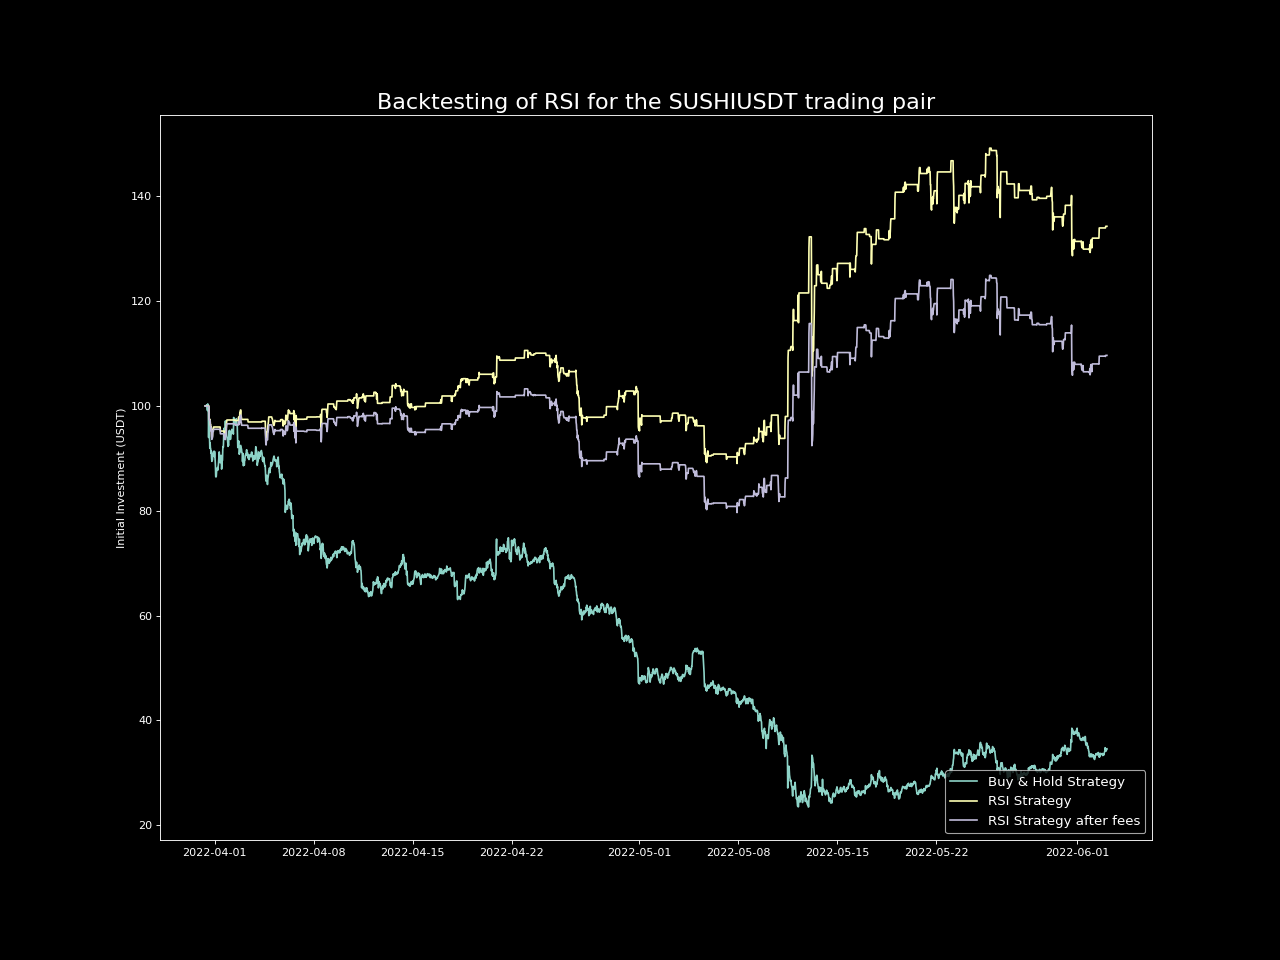 Backtesting of RSI for the SUSHIUSDT trading pair
140
120
100
80
60
40
20
Initial Investment (USDT)
2022-04-01 2022-04-08 2022-04-15 2022-04-22 2022-05-01 2022-05-08 2022-05-15 2022-05-22 2022-06-01
Buy & Hold Strategy
RSI Strategy
RSI Strategy after fees